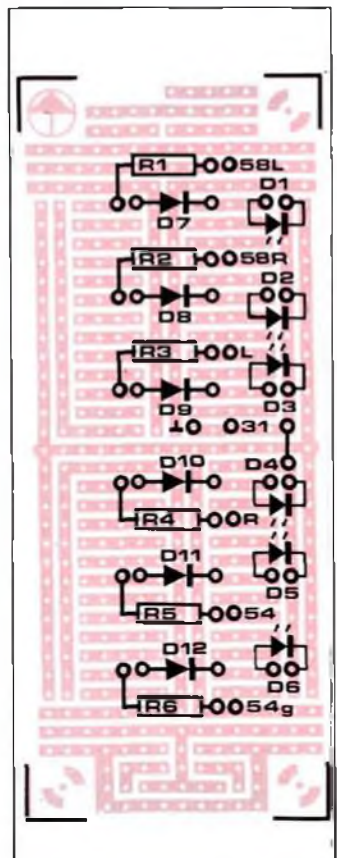 R1 58L
D1
D7
R2 58R
D2
D8
R3 L
D9 D3
⊥ 31
D10 D4
R4 R
D11
D5
R5 54
D12
D6
R6 54g